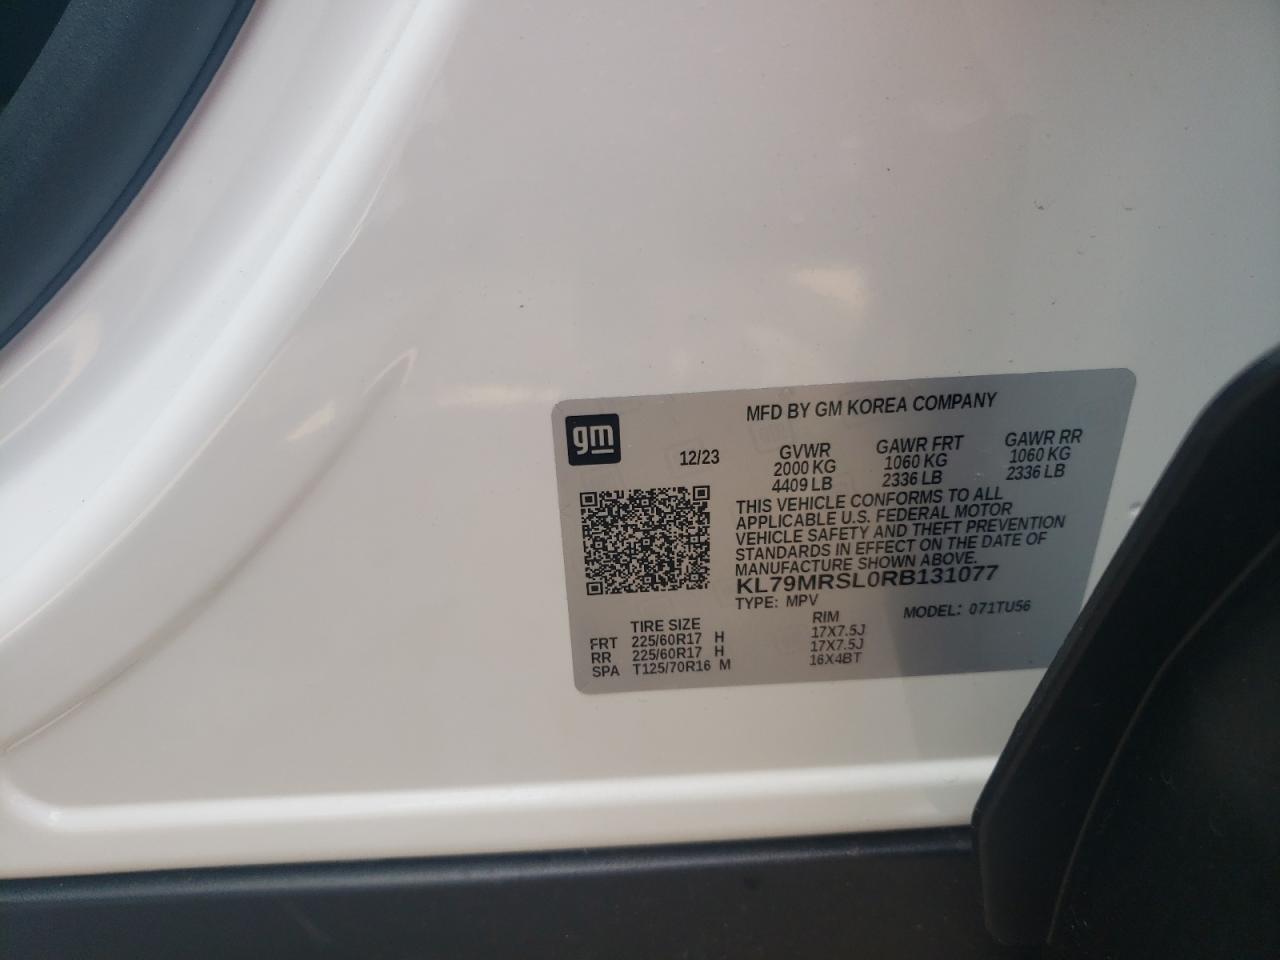 MFD BY GM KOREA COMPANY
gm
12/23
GVWR GAWR FRT GAWR RR
2000 KG 1060 KG 1060 KG
4409 LB 2336 LB 2336 LB
THIS VEHICLE CONFORMS TO ALL
APPLICABLE U.S. FEDERAL MOTOR
VEHICLE SAFETY AND THEFT PREVENTION
STANDARDS IN EFFECT ON THE DATE OF
MANUFACTURE SHOWN ABOVE.
KL79MRSL0RB131077
TYPE: MPV MODEL: 071TU56
TIRE SIZE RIM
FRT 225/60R17 H 17X7.5J
RR 225/60R17 H 17X7.5J
SPA T125/70R16 M 16X4BT